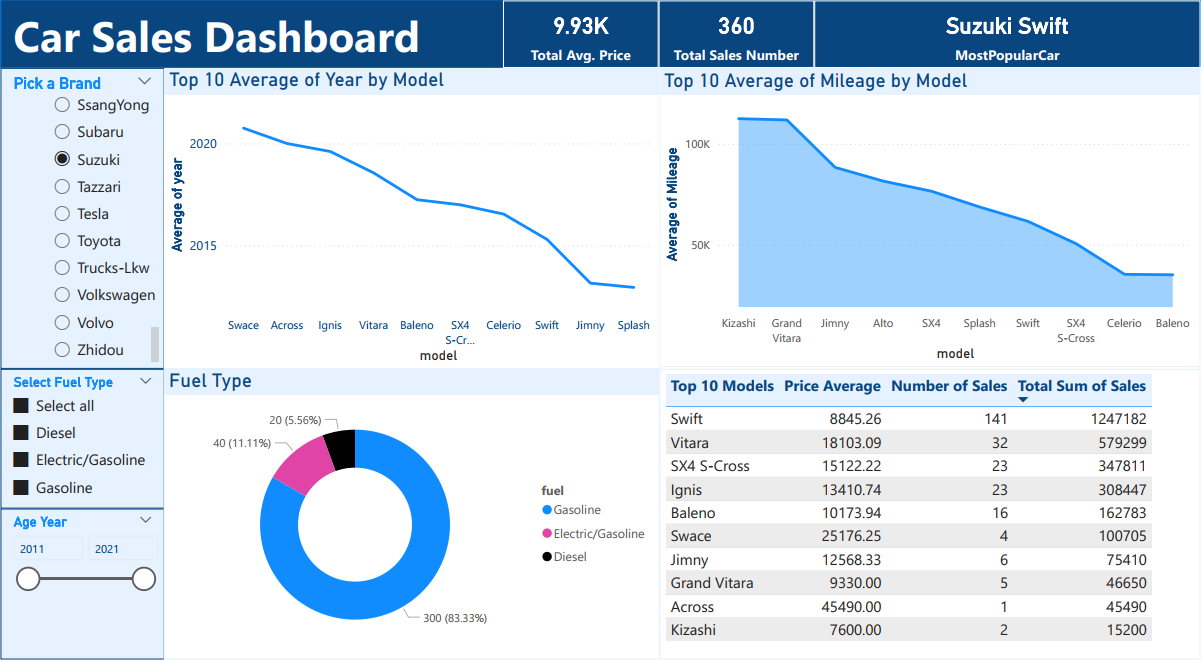 Car Sales Dashboard
9.93K
Total Avg. Price
360
Total Sales Number
Suzuki Swift
MostPopularCar
Pick a Brand
SsangYong
Subaru
Suzuki
Tazzari
Tesla
Toyota
Trucks-Lkw
Volkswagen
Volvo
Zhidou
Select Fuel Type
Select all
Diesel
Electric/Gasoline
Gasoline
Age Year
2011 2021
Top 10 Average of Year by Model
Average of year
2020
2015
Swace Across Ignis Vitara Baleno SX4 S-Cr... Celerio Swift Jimny Splash
model
Top 10 Average of Mileage by Model
Average of Mileage
100K
50K
Kizashi Grand Vitara Jimny Alto SX4 Splash Swift SX4 S-Cross Celerio Baleno
model
Fuel Type
20 (5.56%)
40 (11.11%)
300 (83.33%)
fuel
Gasoline
Electric/Gasoline
Diesel
Top 10 Models Price Average Number of Sales Total Sum of Sales
Swift 8845.26 141 1247182
Vitara 18103.09 32 579299
SX4 S-Cross 15122.22 23 347811
Ignis 13410.74 23 308447
Baleno 10173.94 16 162783
Swace 25176.25 4 100705
Jimny 12568.33 6 75410
Grand Vitara 9330.00 5 46650
Across 45490.00 1 45490
Kizashi 7600.00 2 15200